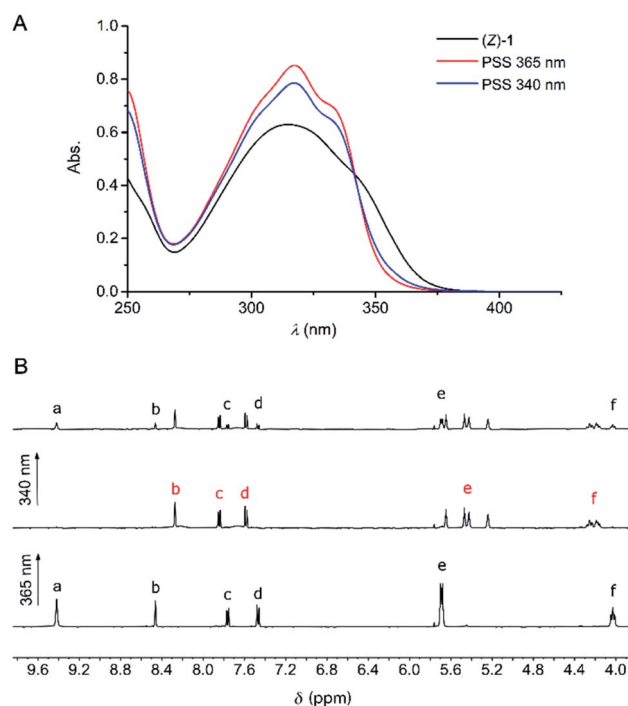 A
1.0
0.8
0.6
0.4
0.2
0.0
Abs.
(Z)-1
PSS 365 nm
PSS 340 nm
250 300 350 400
λ (nm)
B
a b c d e f
340 nm
b c d e f
365 nm
a b c d e f
9.6 9.2 8.8 8.4 8.0 7.6 7.2 6.8 6.4 6.0 5.6 5.2 4.8 4.4 4.0
δ (ppm)